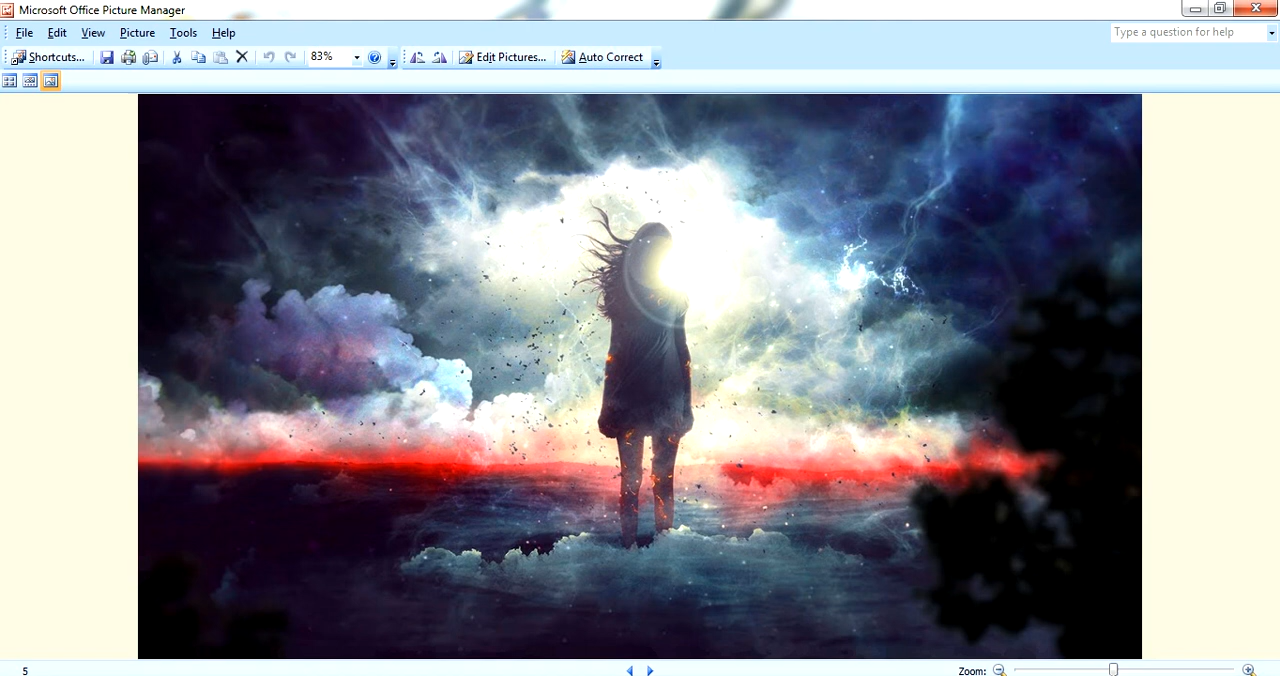 Microsoft Office Picture Manager
File Edit View Picture Tools Help
Type a question for help
Shortcuts...
83%
Edit Pictures...
Auto Correct
5
Zoom: